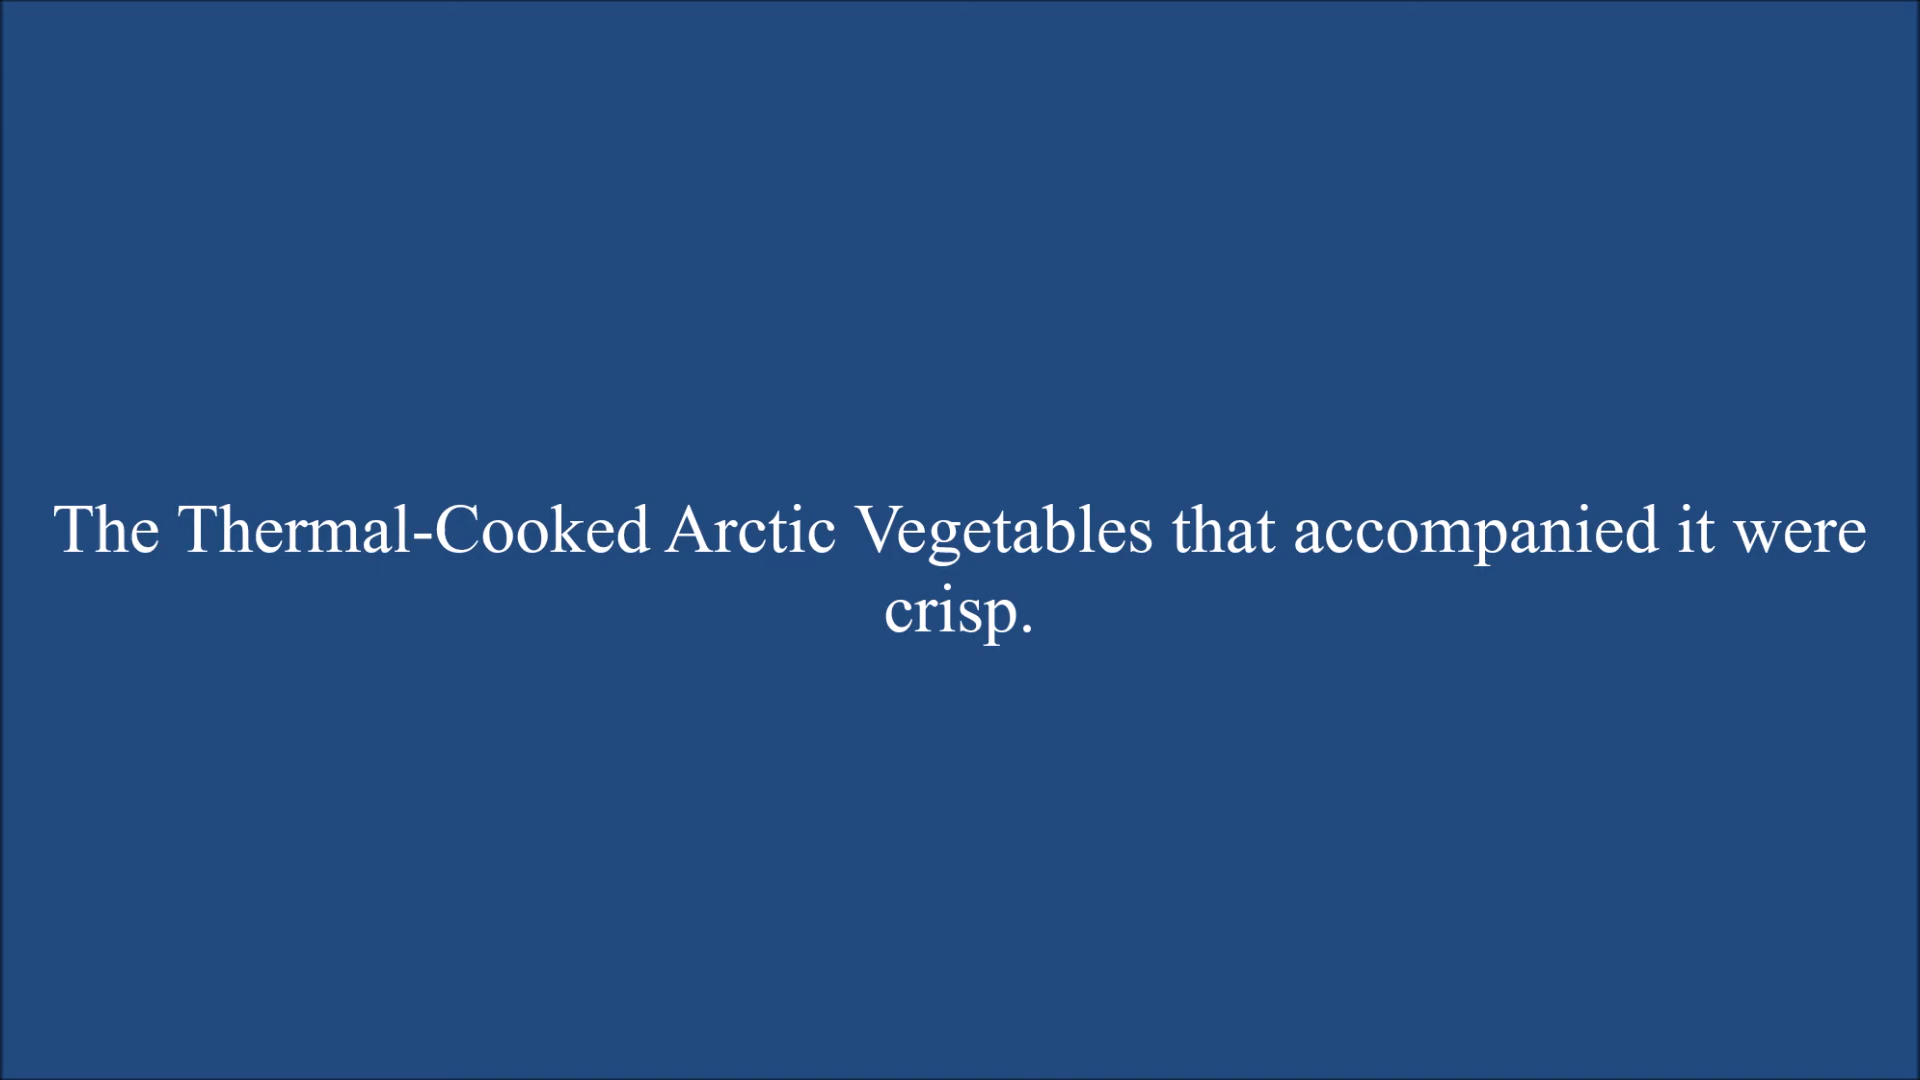 The Thermal-Cooked Arctic Vegetables that accompanied it were
crisp.